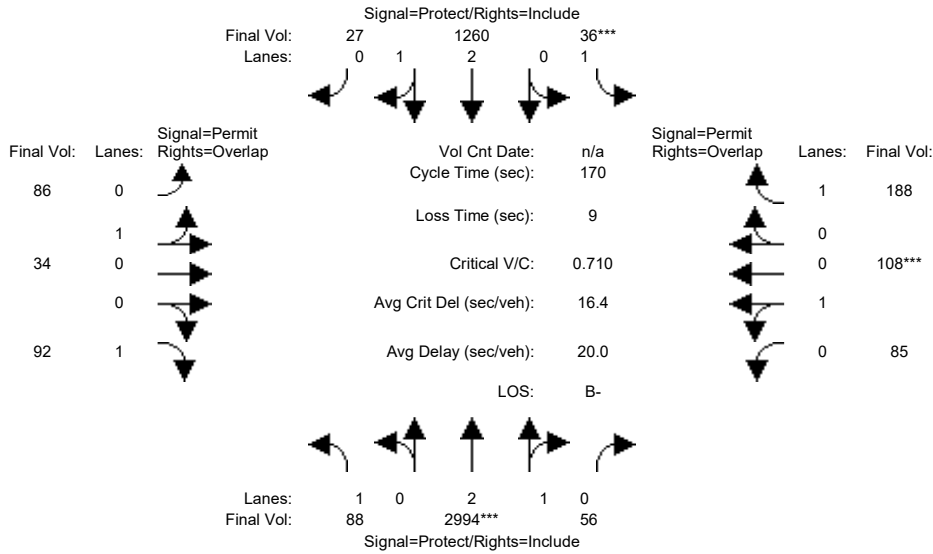 Signal=Protect/Rights=Include
Final Vol: 27 1260 36***
Lanes: 0 1 2 0 1
Signal=Permit Signal=Permit
Final Vol: Lanes: Rights=Overlap Vol Cnt Date: n/a Rights=Overlap Lanes: Final Vol:
Cycle Time (sec): 170
86 0 1 188
Loss Time (sec): 9
1 0
34 0 Critical V/C: 0.710 0 108***
0 Avg Crit Del (sec/veh): 16.4 1
92 1 Avg Delay (sec/veh): 20.0 0 85
LOS: B-
Lanes: 1 0 2 1 0
Final Vol: 88 2994*** 56
Signal=Protect/Rights=Include